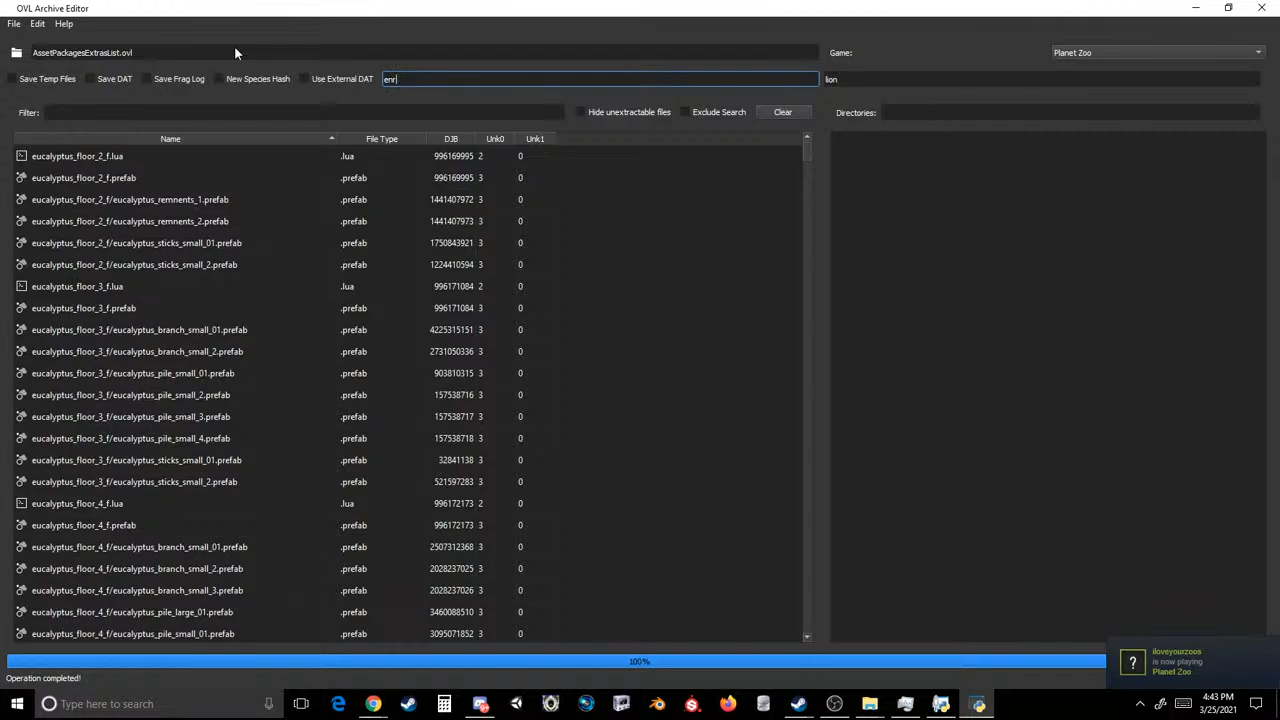 OVL Archive Editor
File Edit Help
AssetPackagesExtrasList.ovl Game: Planet Zoo
Save Temp Files Save DAT Save Frag Log New Species Hash Use External DAT enr lion
Filter: Hide unextractable files Exclude Search Clear Directories:
Name File Type DJB Unk0 Unk1
eucalyptus_floor_2_f.lua .lua 996169995 2 0
eucalyptus_floor_2_f.prefab .prefab 996169995 3 0
eucalyptus_floor_2_f/eucalyptus_remnents_1.prefab .prefab 1441407972 3 0
eucalyptus_floor_2_f/eucalyptus_remnents_2.prefab .prefab 1441407973 3 0
eucalyptus_floor_2_f/eucalyptus_sticks_small_01.prefab .prefab 1750843921 3 0
eucalyptus_floor_2_f/eucalyptus_sticks_small_2.prefab .prefab 1224410594 3 0
eucalyptus_floor_3_f.lua .lua 996171084 2 0
eucalyptus_floor_3_f.prefab .prefab 996171084 3 0
eucalyptus_floor_3_f/eucalyptus_branch_small_01.prefab .prefab 4225315151 3 0
eucalyptus_floor_3_f/eucalyptus_branch_small_2.prefab .prefab 2731050336 3 0
eucalyptus_floor_3_f/eucalyptus_pile_small_01.prefab .prefab 903810315 3 0
eucalyptus_floor_3_f/eucalyptus_pile_small_2.prefab .prefab 157538716 3 0
eucalyptus_floor_3_f/eucalyptus_pile_small_3.prefab .prefab 157538717 3 0
eucalyptus_floor_3_f/eucalyptus_pile_small_4.prefab .prefab 157538718 3 0
eucalyptus_floor_3_f/eucalyptus_sticks_small_01.prefab .prefab 32841138 3 0
eucalyptus_floor_3_f/eucalyptus_sticks_small_2.prefab .prefab 521597283 3 0
eucalyptus_floor_4_f.lua .lua 996172173 2 0
eucalyptus_floor_4_f.prefab .prefab 996172173 3 0
eucalyptus_floor_4_f/eucalyptus_branch_small_01.prefab .prefab 2507312368 3 0
eucalyptus_floor_4_f/eucalyptus_branch_small_2.prefab .prefab 2028237025 3 0
eucalyptus_floor_4_f/eucalyptus_branch_small_3.prefab .prefab 2028237026 3 0
eucalyptus_floor_4_f/eucalyptus_pile_large_01.prefab .prefab 3460088510 3 0
eucalyptus_floor_4_f/eucalyptus_pile_small_01.prefab .prefab 3095071852 3 0
100%
Operation completed!
? iloveyourzoos
is now playing
Planet Zoo
Type here to search
4:43 PM
3/25/2021